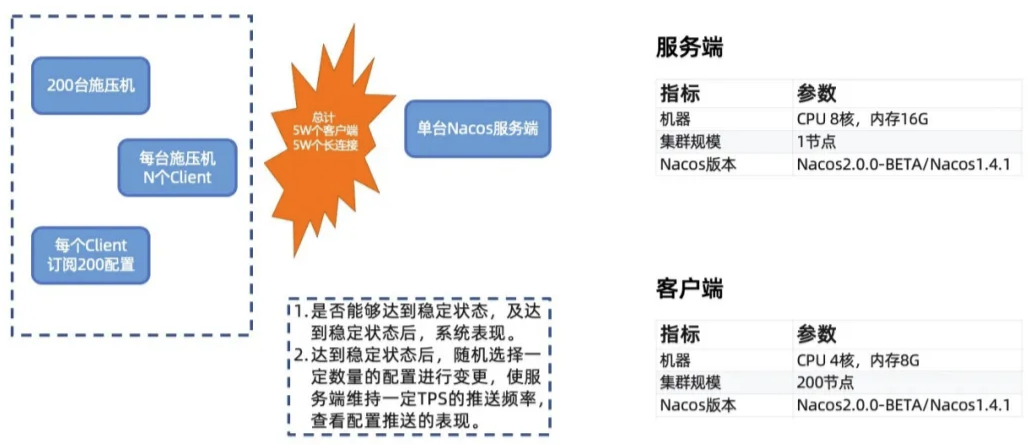 200台施压机
每台施压机
N个Client
每个Client
订阅200配置
总计
5W个客户端
5W个长连接
单台Nacos服务端
1.是否能够达到稳定状态，及达
到稳定状态后，系统表现。
2.达到稳定状态后，随机选择一
定数量的配置进行变更，使服
务端维持一定TPS的推送频率，
查看配置推送的表现。
服务端
指标 参数
机器 CPU 8核，内存16G
集群规模 1节点
Nacos版本 Nacos2.0.0-BETA/Nacos1.4.1
客户端
指标 参数
机器 CPU 4核，内存8G
集群规模 200节点
Nacos版本 Nacos2.0.0-BETA/Nacos1.4.1